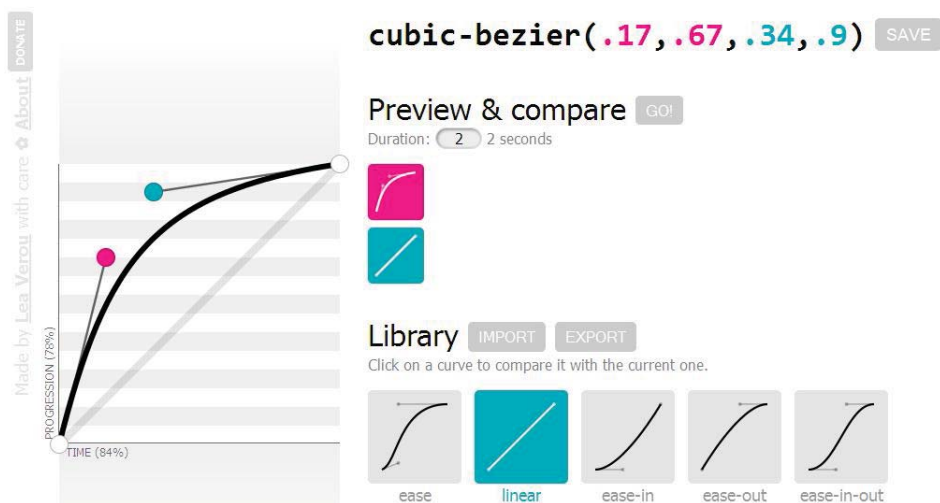 cubic-bezier(.17,.67,.34,.9) SAVE
Preview & compare GO!
Duration: 2 2 seconds
Library IMPORT EXPORT
Click on a curve to compare it with the current one.
ease linear ease-in ease-out ease-in-out
PROGRESSION (78%)
TIME (84%)
Made by Lea Verou with care ✿ About DONATE